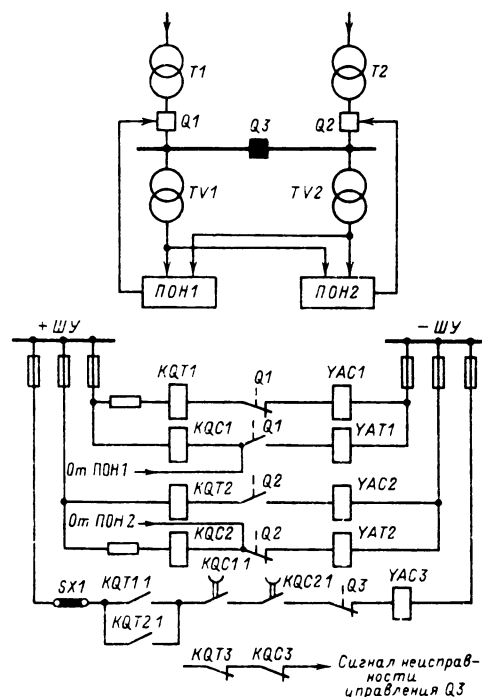 T1
T2
Q1
Q3
Q2
TV1
TV2
ПОН1
ПОН2
+ ШУ
– ШУ
KQT1
Q1
YAC1
KQC1
Q1
YAT1
От ПОН1
KQT2
Q2
YAC2
От ПОН2
KQC2
Q2
YAT2
SX1
KQT1 1
KQC1 1
KQC2 1
Q3
YAC3
KQT2 1
KQT3
KQC3
Сигнал неисправ-
ности
управления Q3